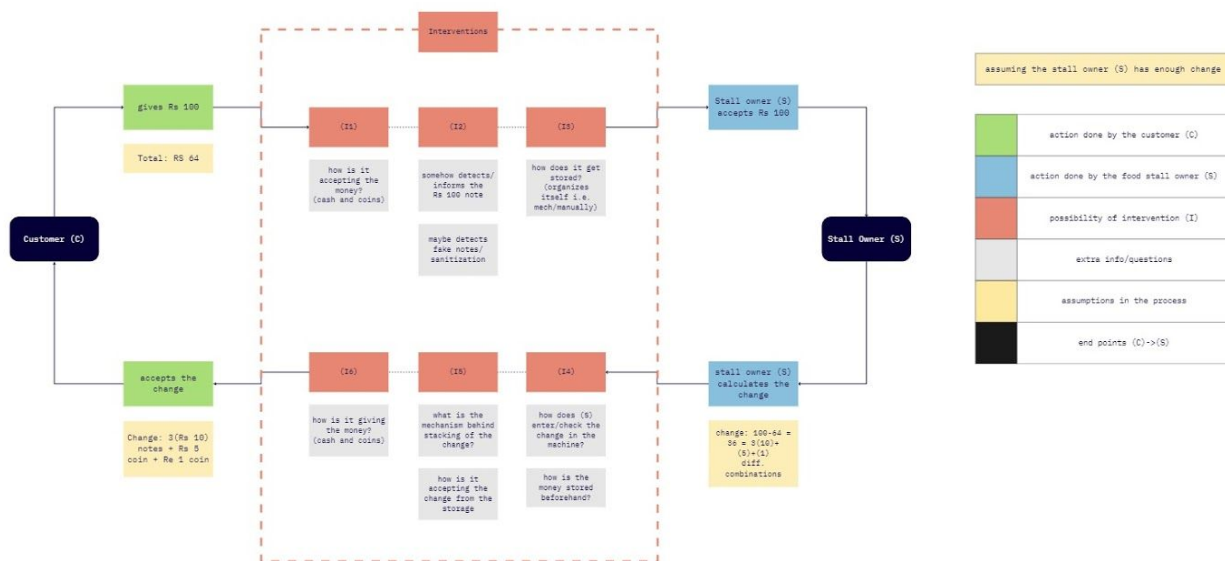 Interventions
assuming the stall owner (S) has enough change
gives Rs 100
(I1)
(I2)
(I3)
Stall owner (S)
accepts Rs 100
Total: RS 64
how is it
accepting the
money?
(cash and coins)
somehow detects/
informs the
Rs 100 note
how does it get
stored?
(organizes
itself i.e.
mech/manually)
maybe detects
fake notes/
sanitization
Customer (C)
Stall Owner (S)
accepts the
change
(I6)
(I5)
(I4)
stall owner (S)
calculates the
change
Change: 3(Rs 10)
notes + Rs 5
coin + Re 1 coin
how is it giving
the money?
(cash and coins)
what is the
mechanism behind
stacking of the
change?
how does (S)
enter/check the
change in the
machine?
change: 100-64 =
36 = 3(10)+
(5)+(1)
diff.
combinations
how is it
accepting the
change from the
storage
how is the
money stored
beforehand?
action done by the customer (C)
action done by the food stall owner (S)
possibility of intervention (I)
extra info/questions
assumptions in the process
end points (C)->(S)